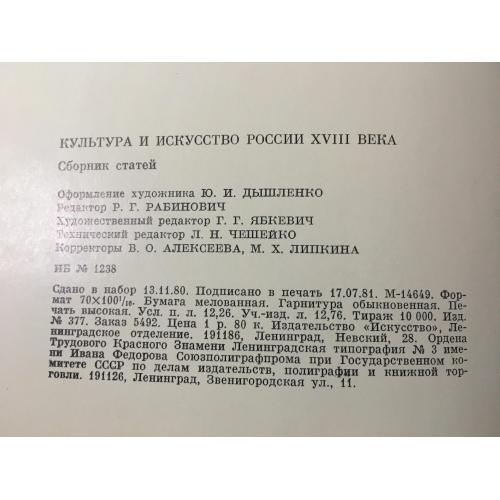 КУЛЬТУРА И ИСКУССТВО РОССИИ XVIII ВЕКА
Сборник статей
Оформление художника Ю. И. ДЫШЛЕНКО
Редактор Р. Г. РАБИНОВИЧ
Художественный редактор Г. Г. ЯБКЕВИЧ
Технический редактор Л. Н. ЧЕШЕЙКО
Корректоры В. О. АЛЕКСЕЕВА, М. Х. ЛИПКИНА
ИБ № 1238
Сдано в набор 13.11.80. Подписано в печать 17.07.81. М-14649. Фор-
мат 70×100¹/₁₆. Бумага мелованная. Гарнитура обыкновенная. Пе-
чать высокая. Усл. п. л. 12,26. Уч.-изд. л. 12,76. Тираж 10 000. Изд.
№ 377. Заказ 5492. Цена 1 р. 80 к. Издательство «Искусство», Ле-
нинградское отделение. 191186, Ленинград, Невский, 28. Ордена
Трудового Красного Знамени Ленинградская типография № 3 име-
ни Ивана Федорова Союзполиграфпрома при Государственном ко-
митете СССР по делам издательств, полиграфии и книжной тор-
говли. 191126, Ленинград, Звенигородская ул., 11.